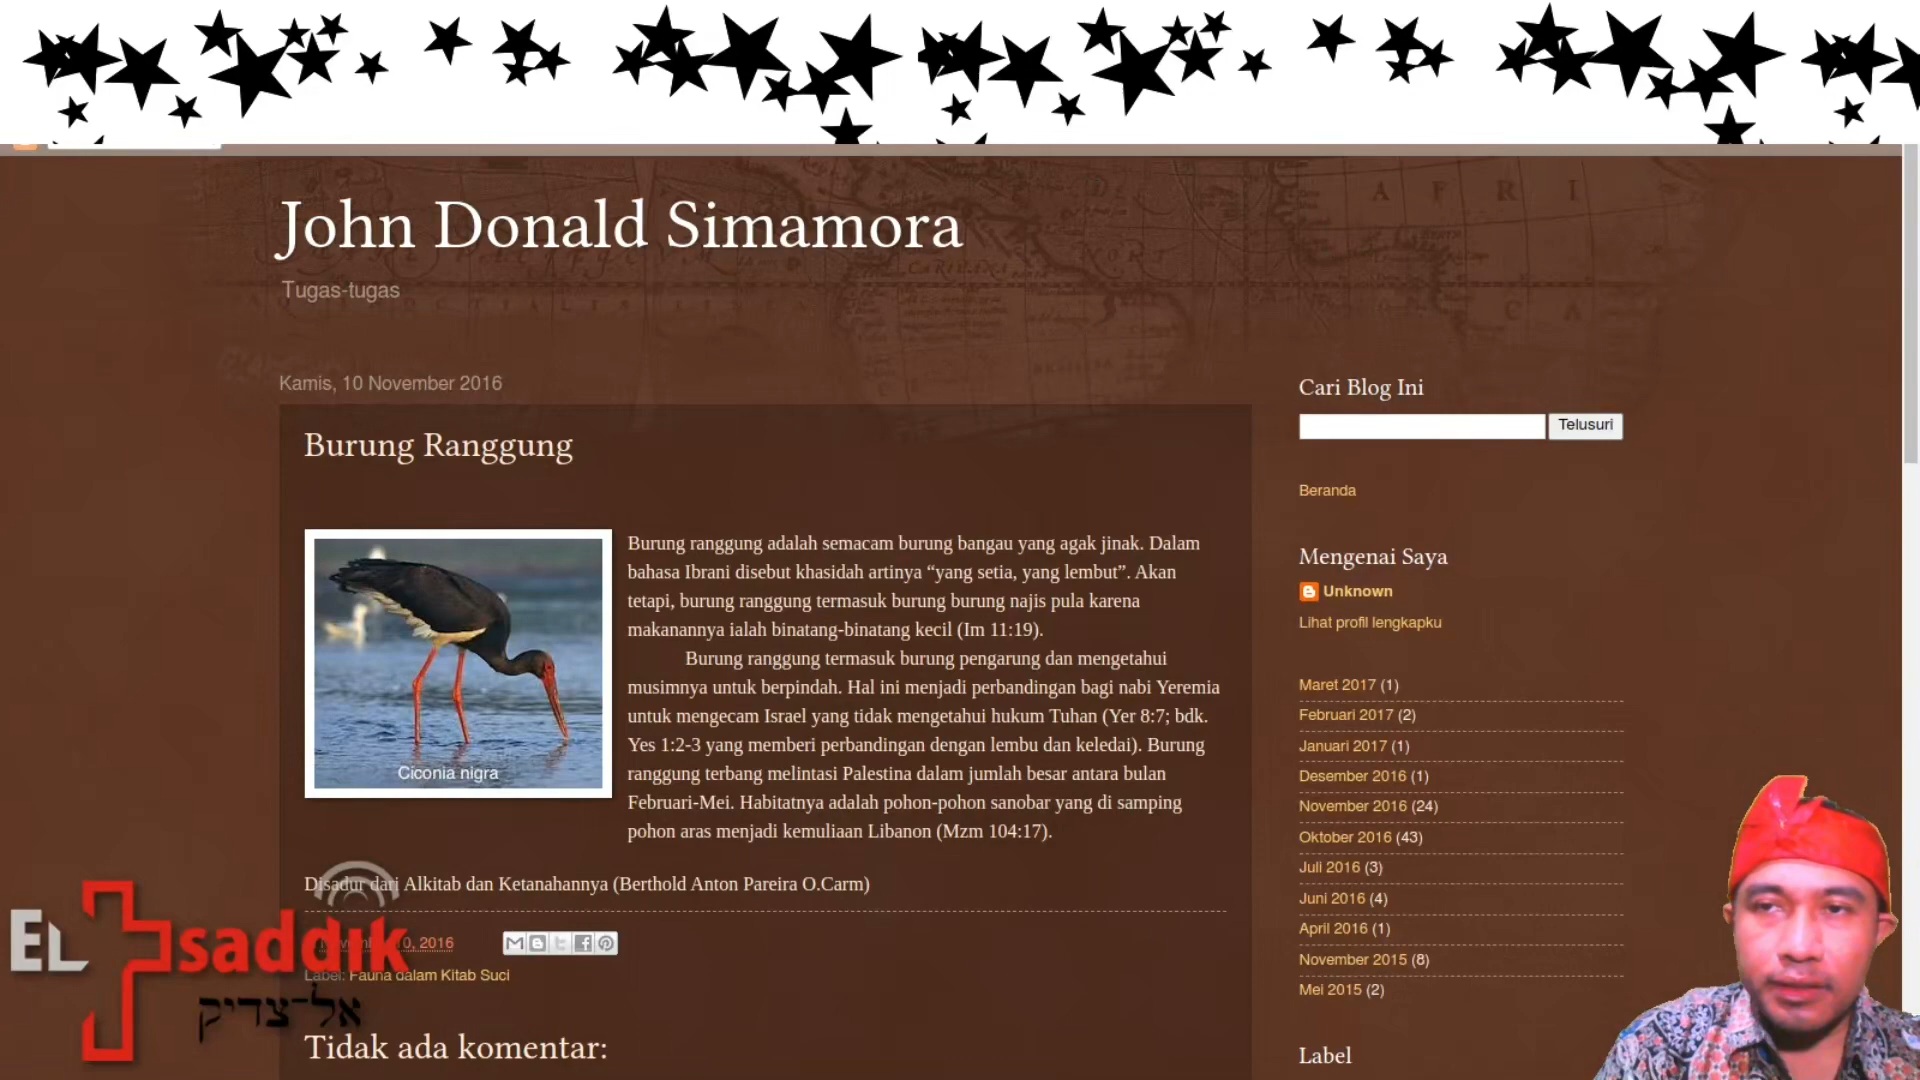 John Donald Simamora
Tugas-tugas
Kamis, 10 November 2016
Burung Ranggung
Burung ranggung adalah semacam burung bangau yang agak jinak. Dalam
bahasa Ibrani disebut khasidah artinya “yang setia, yang lembut”. Akan
tetapi, burung ranggung termasuk burung burung najis pula karena
makanannya ialah binatang-binatang kecil (Im 11:19).
Burung ranggung termasuk burung pengarung dan mengetahui
musimnya untuk berpindah. Hal ini menjadi perbandingan bagi nabi Yeremia
untuk mengecam Israel yang tidak mengetahui hukum Tuhan (Yer 8:7; bdk.
Yes 1:2-3 yang memberi perbandingan dengan lembu dan keledai). Burung
ranggung terbang melintasi Palestina dalam jumlah besar antara bulan
Februari-Mei. Habitatnya adalah pohon-pohon sanobar yang di samping
pohon aras menjadi kemuliaan Libanon (Mzm 104:17).
Ciconia nigra
Disadur dari Alkitab dan Ketanahannya (Berthold Anton Pareira O.Carm)
10, 2016
Label: Fauna dalam Kitab Suci
Tidak ada komentar:
EL saddik
אל־צדיק
Cari Blog Ini
Telusuri
Beranda
Mengenai Saya
Unknown
Lihat profil lengkapku
Maret 2017 (1)
Februari 2017 (2)
Januari 2017 (1)
Desember 2016 (1)
November 2016 (24)
Oktober 2016 (43)
Juli 2016 (3)
Juni 2016 (4)
April 2016 (1)
November 2015 (8)
Mei 2015 (2)
Label
AFRI
CA